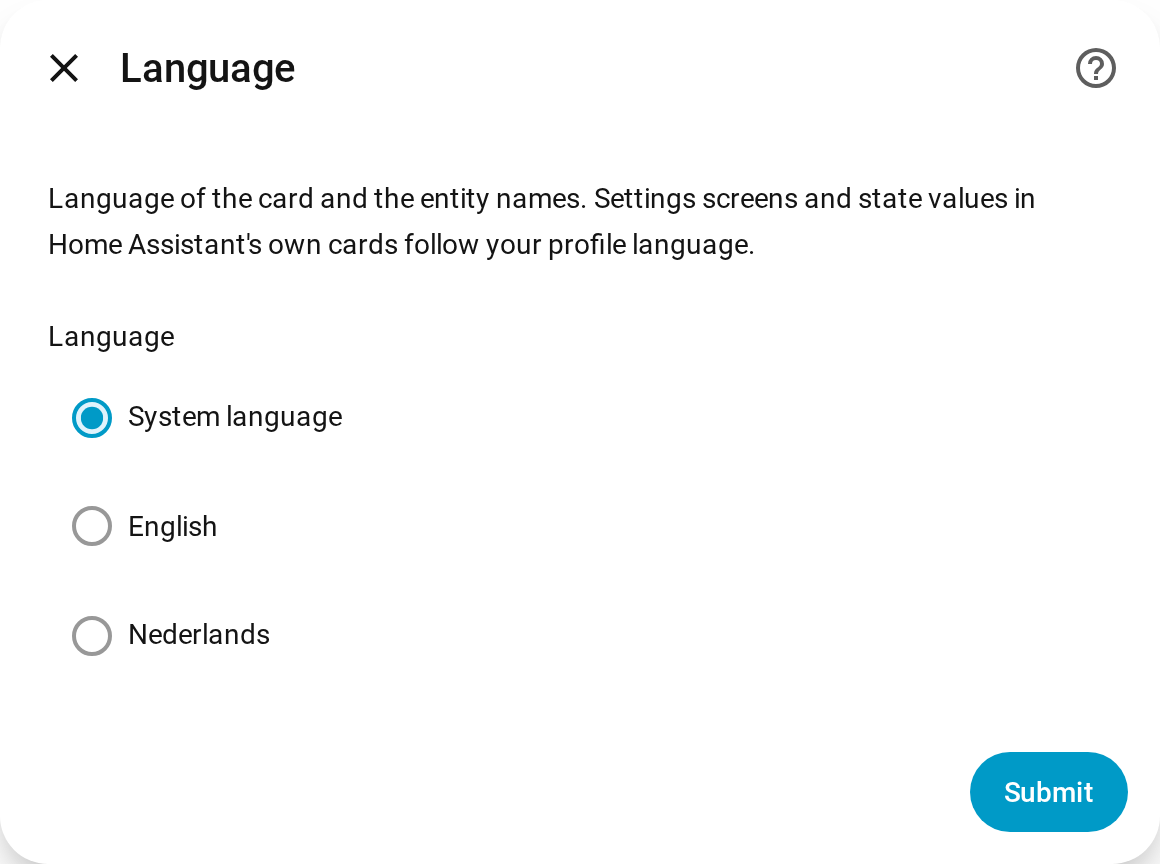 Language
Language of the card and the entity names. Settings screens and state values in
Home Assistant's own cards follow your profile language.
Language
System language
English
Nederlands
Submit